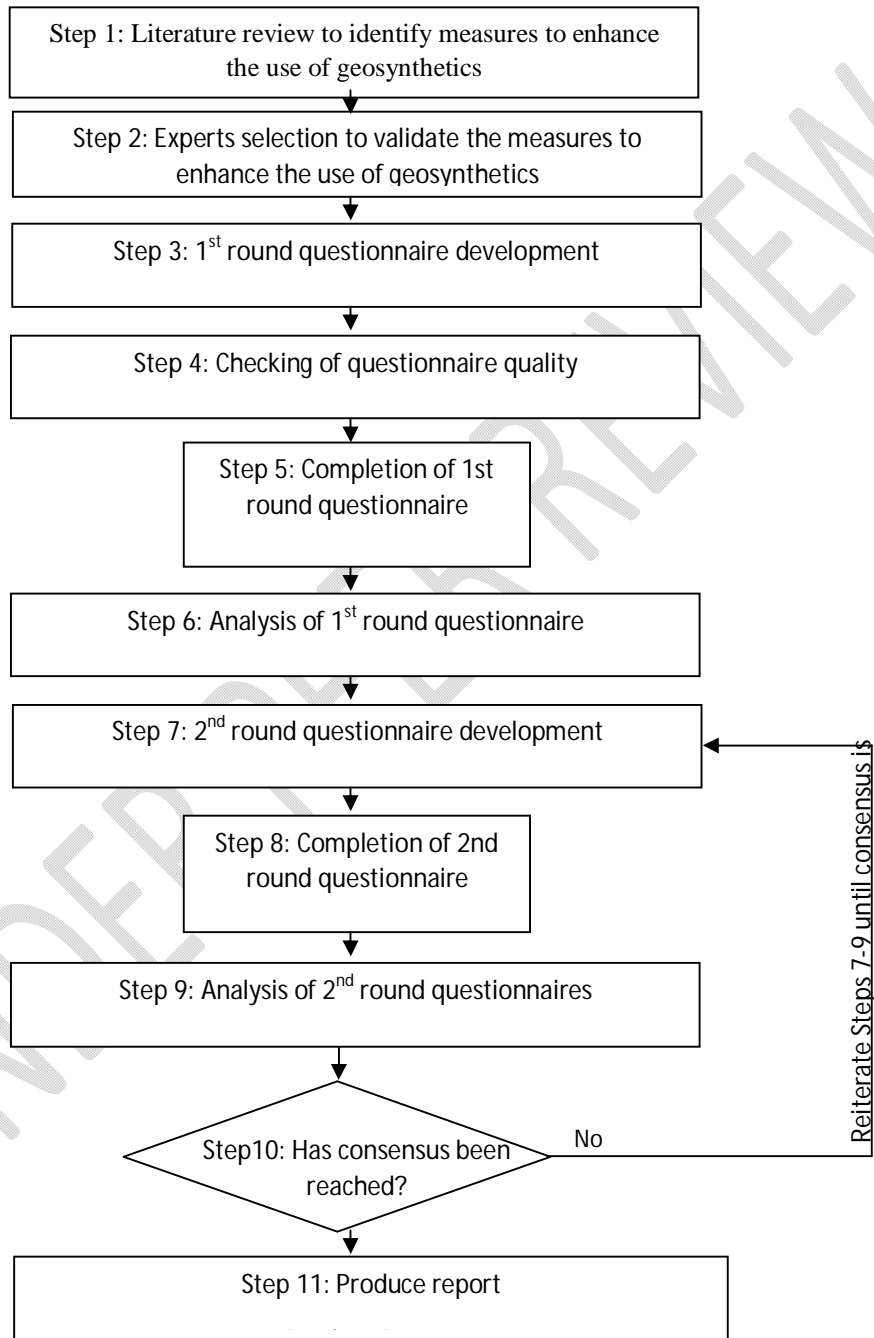 Step 1: Literature review to identify measures to enhance
the use of geosynthetics
Step 2: Experts selection to validate the measures to
enhance the use of geosynthetics
Step 3: 1st round questionnaire development
Step 4: Checking of questionnaire quality
Step 5: Completion of 1st
round questionnaire
Step 6: Analysis of 1st round questionnaire
Step 7: 2nd round questionnaire development
Step 8: Completion of 2nd
round questionnaire
Step 9: Analysis of 2nd round questionnaires
Step10: Has consensus been
reached?
No
Reiterate Steps 7-9 until consensus is
Step 11: Produce report
UNDER PEER REVIEW